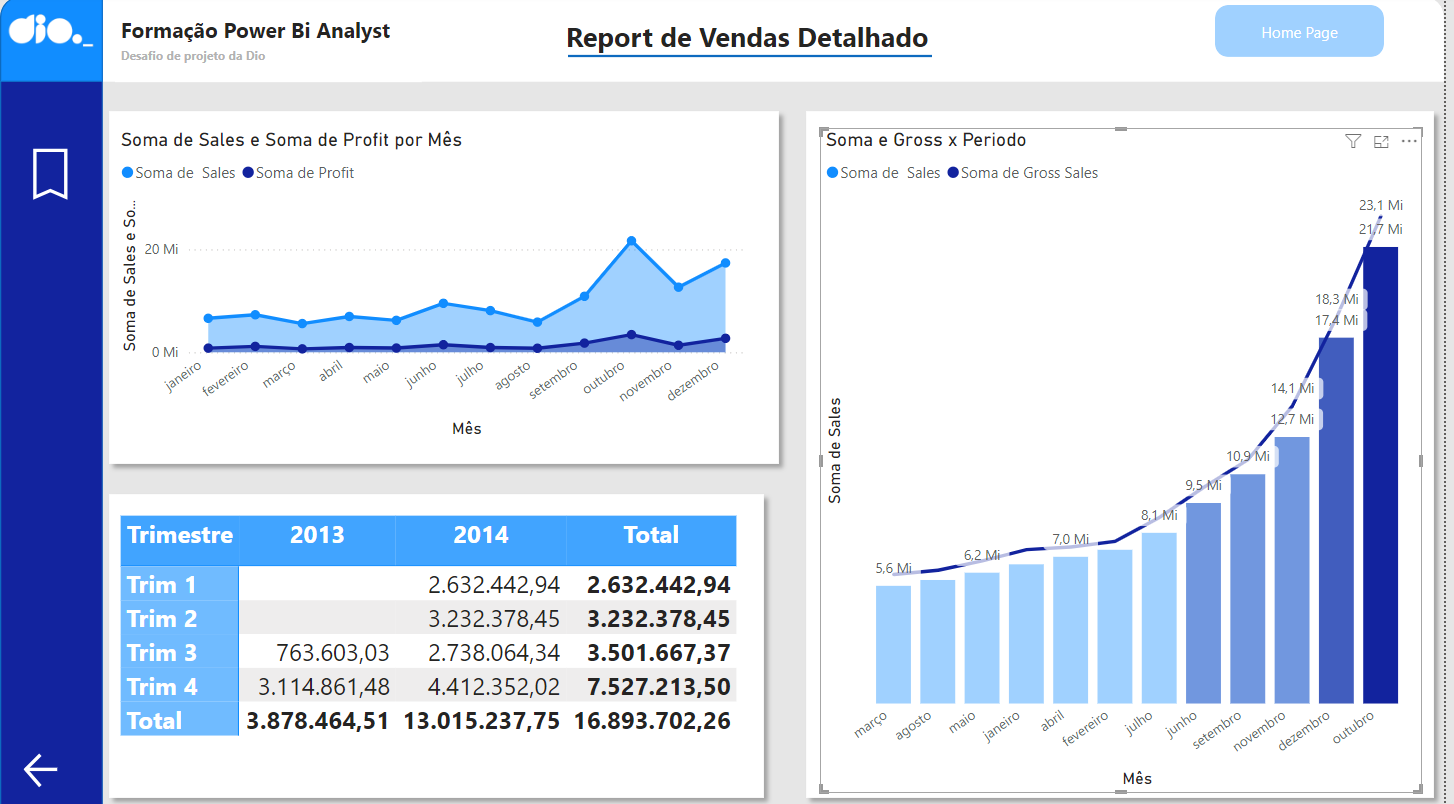 dio._
Formação Power Bi Analyst
Desafio de projeto da Dio
Report de Vendas Detalhado
Home Page
Soma de Sales e Soma de Profit por Mês
Soma de  Sales Soma de Profit
Soma de Sales e So...
20 Mi
0 Mi
janeiro fevereiro março abril maio junho julho agosto setembro outubro novembro dezembro
Mês
Trimestre 2013 2014 Total
Trim 1 2.632.442,94 2.632.442,94
Trim 2 3.232.378,45 3.232.378,45
Trim 3 763.603,03 2.738.064,34 3.501.667,37
Trim 4 3.114.861,48 4.412.352,02 7.527.213,50
Total 3.878.464,51 13.015.237,75 16.893.702,26
Soma e Gross x Periodo
Soma de  Sales Soma de Gross Sales
Soma de Sales
23,1 Mi
21,7 Mi
18,3 Mi
17,4 Mi
14,1 Mi
12,7 Mi
10,9 Mi
9,5 Mi
8,1 Mi
7,0 Mi
6,2 Mi
5,6 Mi
março agosto maio janeiro abril fevereiro julho junho setembro novembro dezembro outubro
Mês